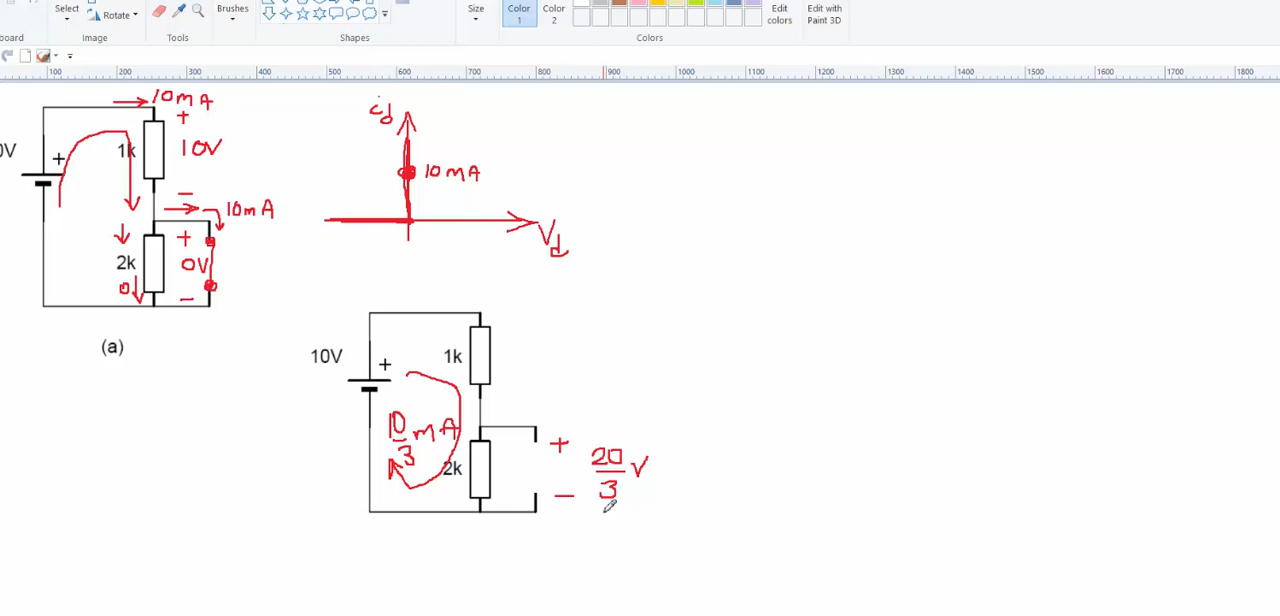 Select
Rotate
Brushes
Size
Color
1
Color
2
Edit
colors
Edit with
Paint 3D
Image
Tools
Shapes
Colors
100 200 300 400 500 600 700 800 900 1000 1100 1200 1300 1400 1500 1600 1700 1800
10mA
+
10V
+
1k
−
10mA
+
2k
0V
0
−
(a)
id
10mA
Vd
10V
+
1k
10/3 mA
2k
+
20/3 V
−